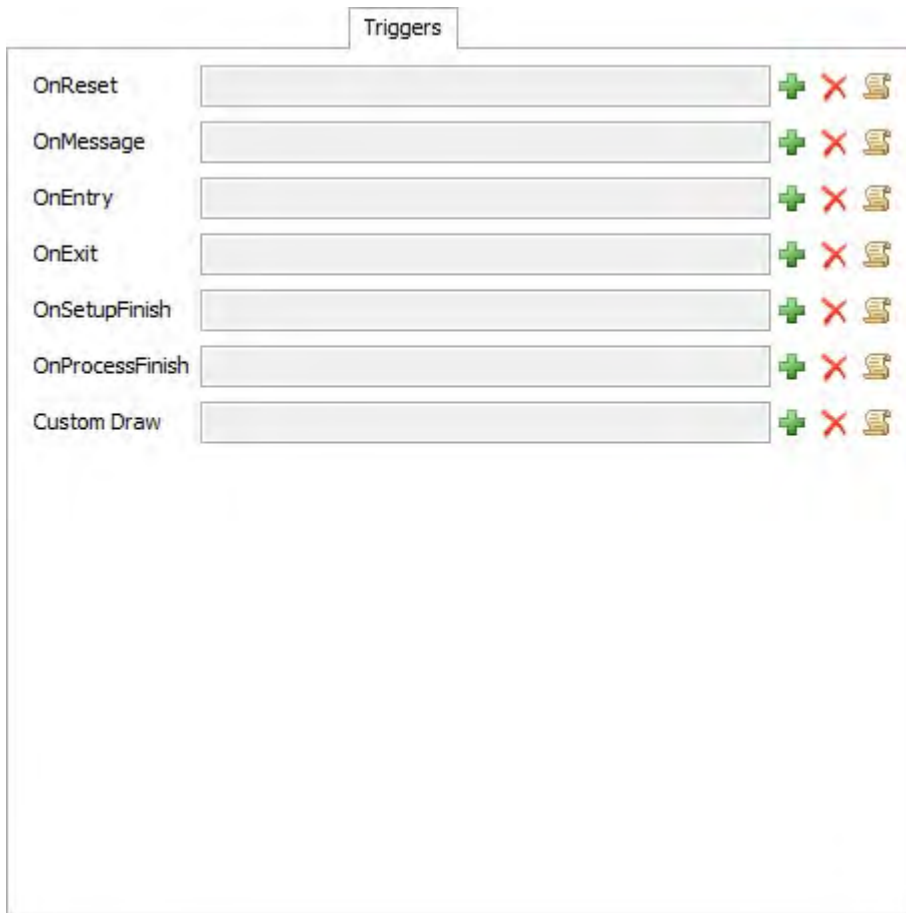 Triggers
OnReset
OnMessage
OnEntry
OnExit
OnSetupFinish
OnProcessFinish
Custom Draw